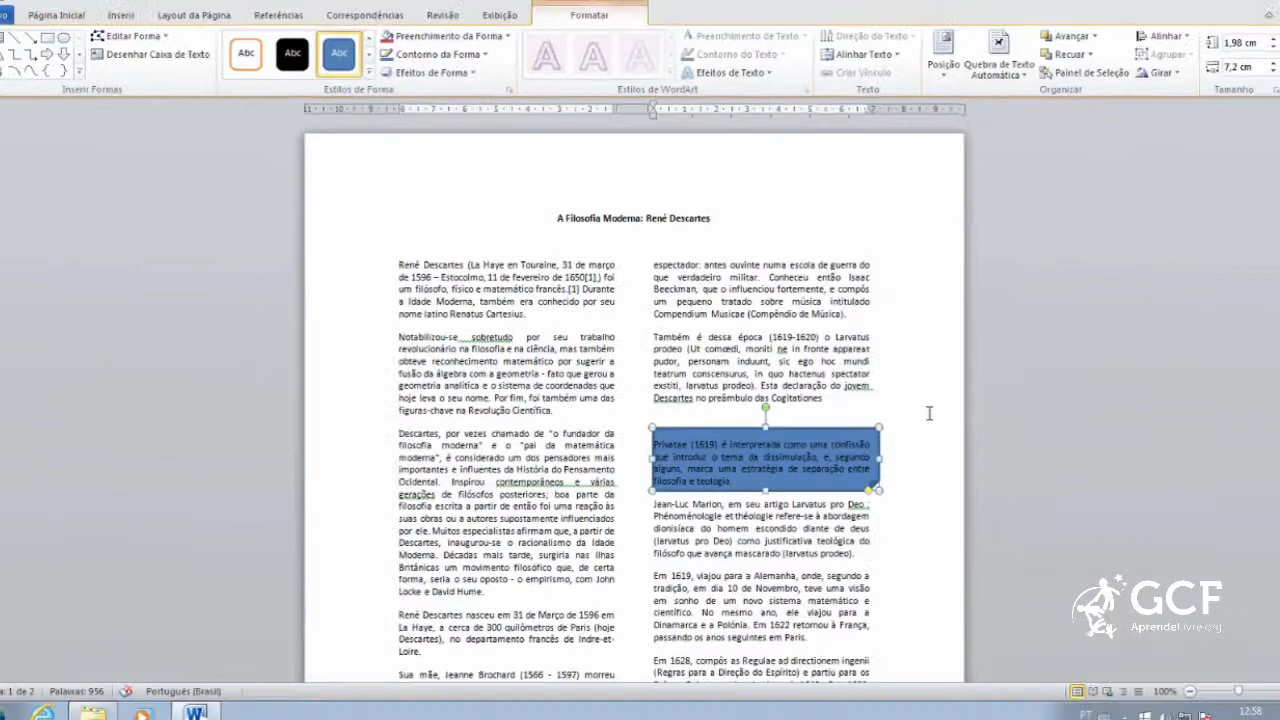 vo Página Inicial Inserir Layout da Página Referências Correspondências Revisão Exibição Formatar
Editar Forma
Desenhar Caixa de Texto
Inserir Formas
Abc Abc Abc
Preenchimento da Forma
Contorno da Forma
Efeitos de Forma
Estilos de Forma
A A A
Preenchimento de Texto
Contorno do Texto
Efeitos de Texto
Estilos de WordArt
Direção do Texto
Alinhar Texto
Criar Vínculo
Texto
Posição
Quebra de Texto
Automática
Avançar
Recuar
Painel de Seleção
Alinhar
Agrupar
Girar
Organizar
1,98 cm
7,2 cm
Tamanho
A Filosofia Moderna: René Descartes
René Descartes (La Haye en Touraine, 31 de março
de 1596 – Estocolmo, 11 de fevereiro de 1650[1],) foi
um filósofo, físico e matemático francês.[1] Durante
a Idade Moderna, também era conhecido por seu
nome latino Renatus Cartesius.
Notabilizou-se sobretudo por seu trabalho
revolucionário na filosofia e na ciência, mas também
obteve reconhecimento matemático por sugerir a
fusão da álgebra com a geometria - fato que gerou a
geometria analítica e o sistema de coordenadas que
hoje leva o seu nome. Por fim, foi também uma das
figuras-chave na Revolução Científica.
Descartes, por vezes chamado de "o fundador da
filosofia moderna" e o "pai da matemática
moderna", é considerado um dos pensadores mais
importantes e influentes da História do Pensamento
Ocidental. Inspirou contemporâneos e várias
gerações de filósofos posteriores; boa parte da
filosofia escrita a partir de então foi uma reação às
suas obras ou a autores supostamente influenciados
por ele. Muitos especialistas afirmam que, a partir de
Descartes, inaugurou-se o racionalismo da Idade
Moderna. Décadas mais tarde, surgiria nas Ilhas
Britânicas um movimento filosófico que, de certa
forma, seria o seu oposto - o empirismo, com John
Locke e David Hume.
René Descartes nasceu em 31 de Março de 1596 em
La Haye, a cerca de 300 quilômetros de Paris (hoje
Descartes), no departamento francês de Indre-et-
Loire.
Sua mãe, Jeanne Brochard (1566 - 1597) morreu
espectador: antes ouvinte numa escola de guerra do
que verdadeiro militar. Conheceu então Isaac
Beeckman, que o influenciou fortemente, e compôs
um pequeno tratado sobre música intitulado
Compendium Musicae (Compêndio de Música).
Também é dessa época (1619-1620) o Larvatus
prodeo (Ut comœdi, moniti ne in fronte appareat
pudor, personam induunt, sic ego hoc mundi
teatrum conscensurus, in quo hactenus spectator
exstiti, larvatus prodeo). Esta declaração do jovem
Descartes no preâmbulo das Cogitationes
Privatae (1619) é interpretada como uma confissão
que introduz o tema da dissimulação, e, segundo
alguns, marca uma estratégia de separação entre
filosofia e teologia.
Jean-Luc Marion, em seu artigo Larvatus pro Deo :
Phénoménologie et théologie refere-se à abordagem
dionisíaca do homem escondido diante de deus
(larvatus pro Deo) como justificativa teológica do
filósofo que avança mascarado (larvatus prodeo).
Em 1619, viajou para a Alemanha, onde, segundo a
tradição, em dia 10 de Novembro, teve uma visão
em sonho de um novo sistema matemático e
científico. No mesmo ano, ele viajou para a
Dinamarca e a Polónia. Em 1622 retornou à França,
passando os anos seguintes em Paris.
Em 1628, compôs as Regulae ad directionem ingenii
(Regras para a Direção do Espírito) e partiu para os
GCF
AprendeLivre.org
a: 1 de 2 Palavras: 956 Português (Brasil) 100%
PT 12:58